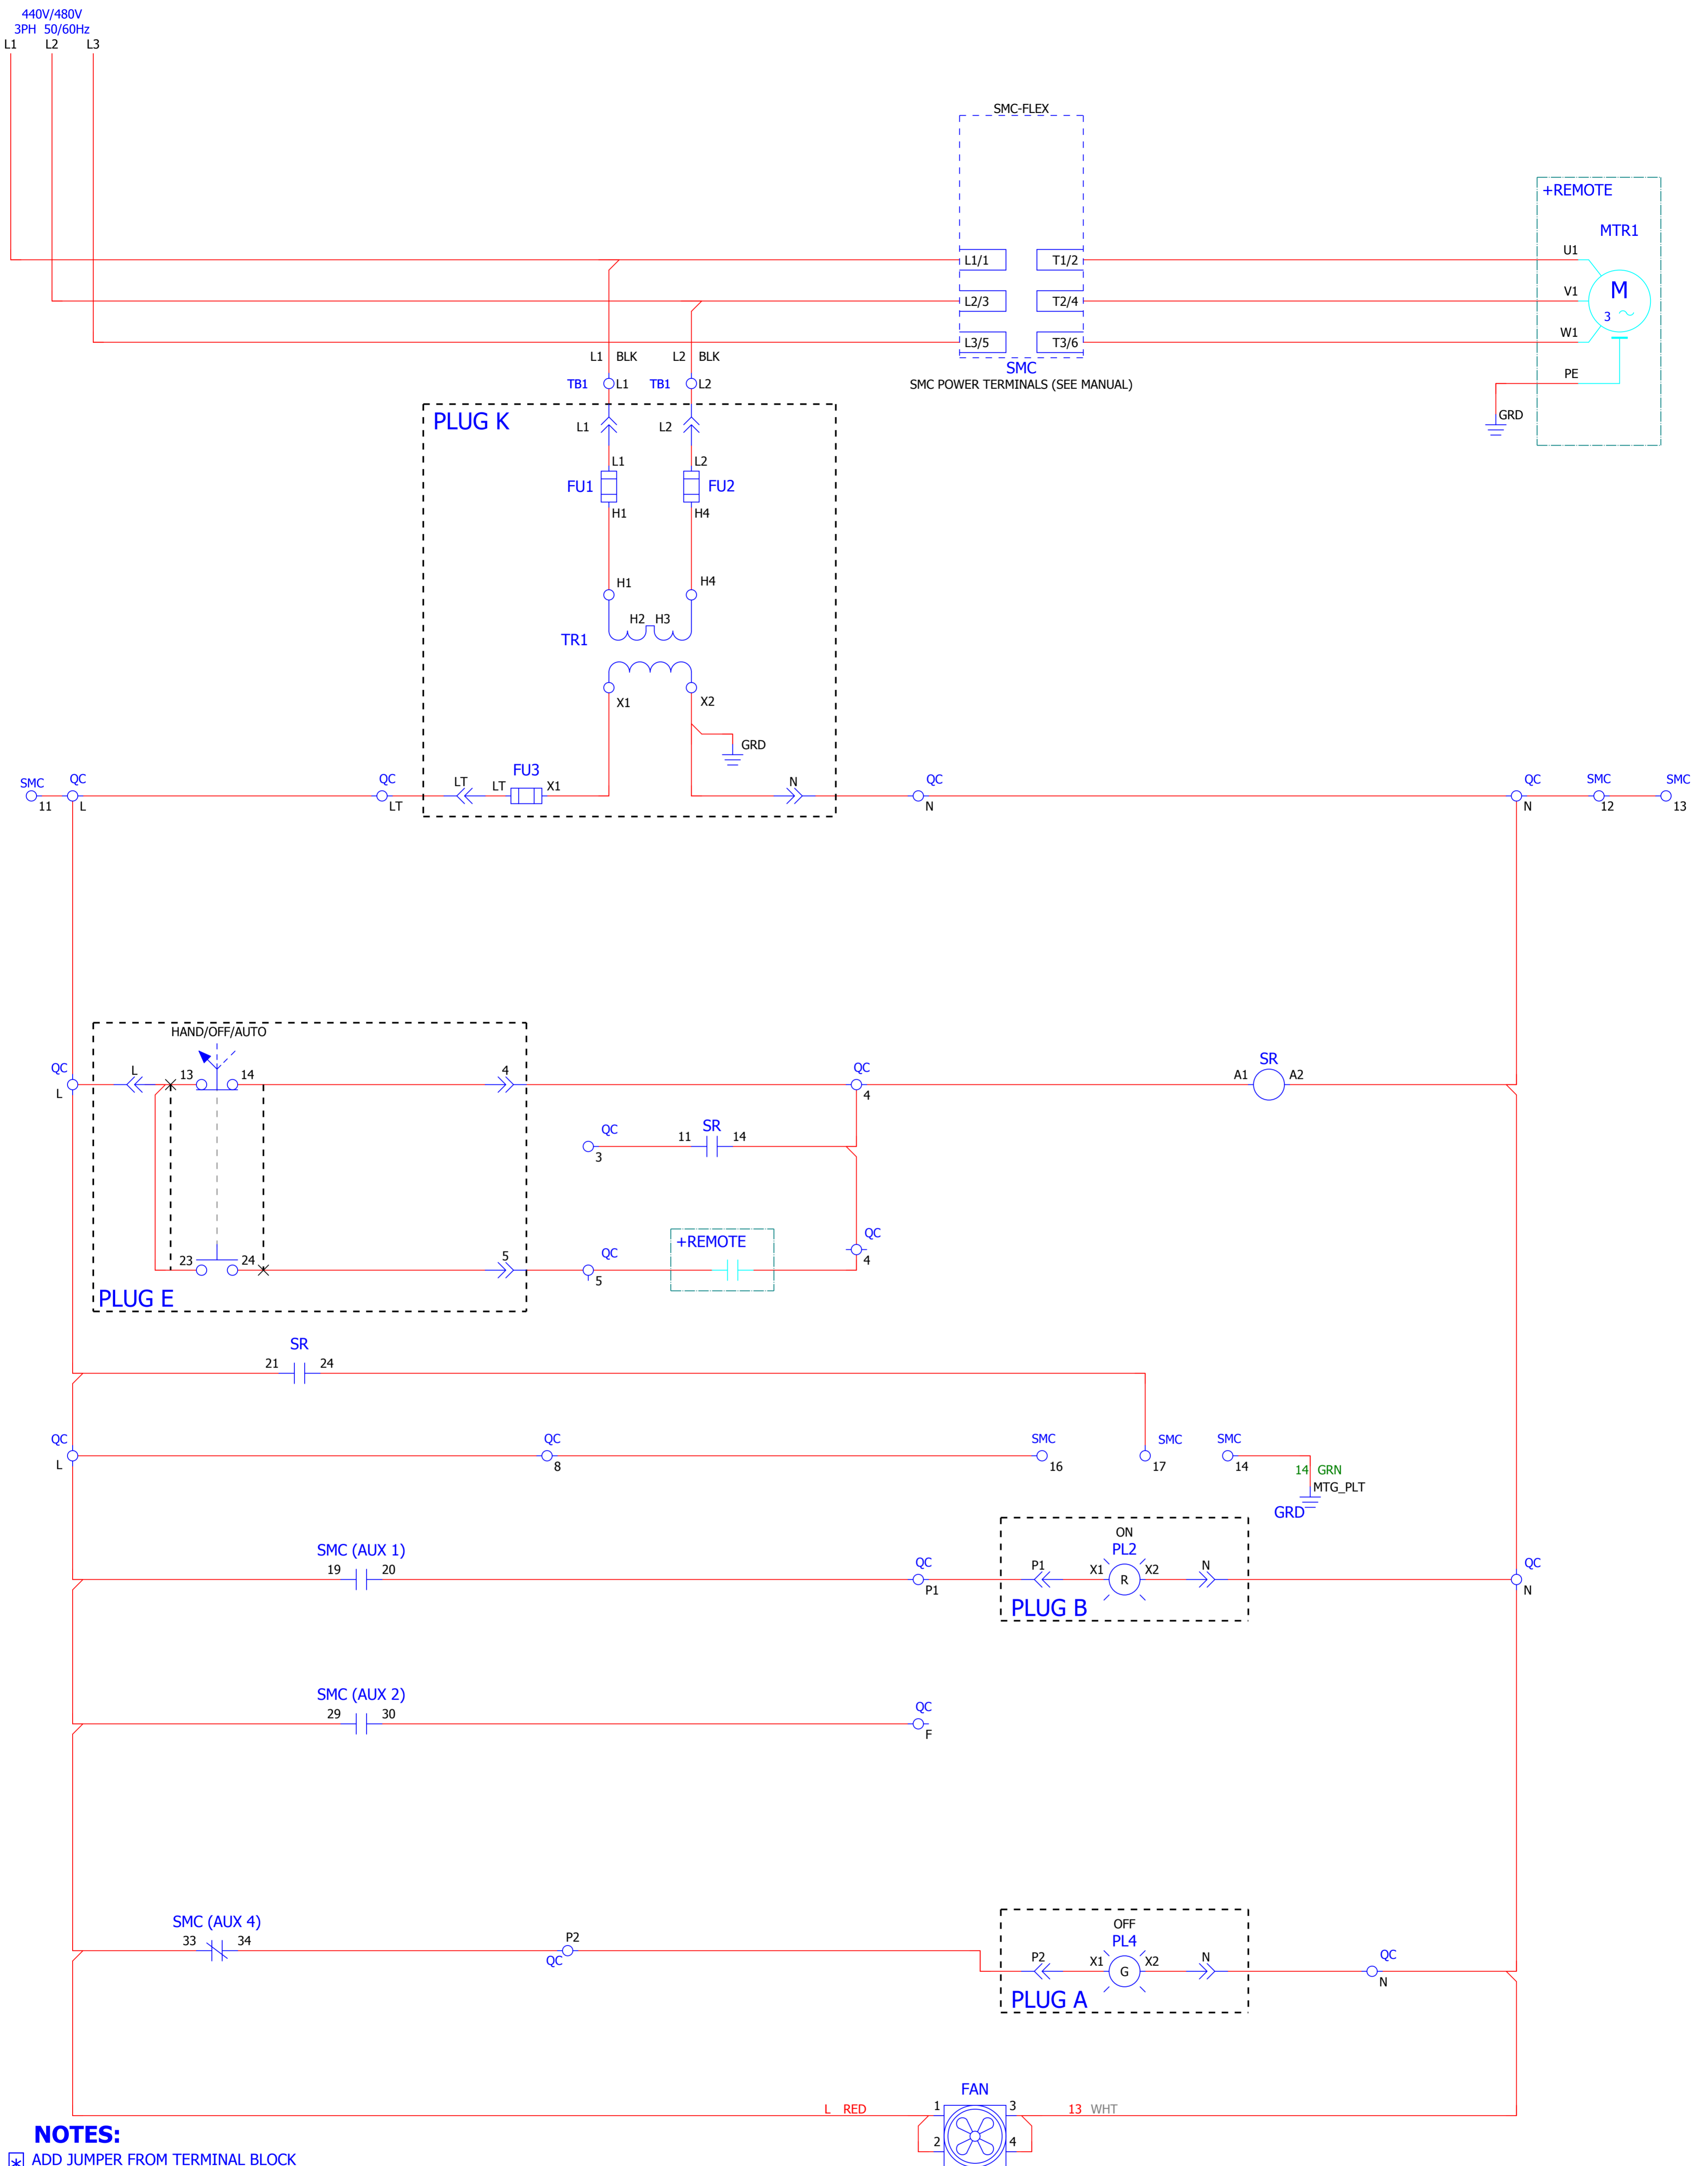 440V/480V
3PH 50/60Hz
L1 L2 L3
SMC-FLEX
+REMOTE
MTR1
U1
L1/1 T1/2
V1
M
3
L2/3 T2/4
W1
L3/5 T3/6
L1 BLK L2 BLK
SMC
PE
TB1 L1 TB1 L2
SMC POWER TERMINALS (SEE MANUAL)
GRD
PLUG K
L1 L2
L1 L2
FU1 FU2
H1 H4
H1 H4
H2 H3
TR1
X1 X2
GRD
FU3
SMC QC QC LT LT X1 N QC QC SMC SMC
11 L LT N N 12 13
HAND/OFF/AUTO
QC L 13 14 4 QC SR
A1 A2
L 4
QC 11 SR 14
3
+REMOTE
QC
23 24 5 QC
4
5
PLUG E
SR
21 24
QC QC SMC SMC SMC
L 8 16 17 14
14 GRN
MTG_PLT
GRD
ON
SMC (AUX 1) PL2
19 20 QC P1 X1 R X2 N QC
P1 N
PLUG B
SMC (AUX 2)
29 30 QC
F
OFF
SMC (AUX 4) PL4
33 34 P2
QC
P2 X1 G X2 N QC
N
PLUG A
FAN
L RED 1 3 13 WHT
2 4
NOTES:
* ADD JUMPER FROM TERMINAL BLOCK